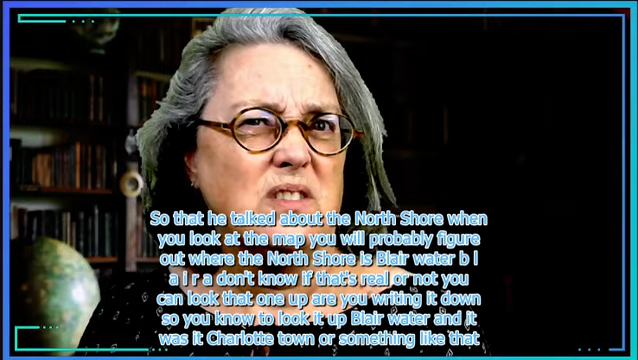 So that he talked about the North Shore when
you look at the map you will probably figure
out where the North Shore is Blair water b l
a i r a don't know if that's real or not you
can look that one up are you writing it down
so you know to look it up Blair water and it
was it Charlotte town or something like that